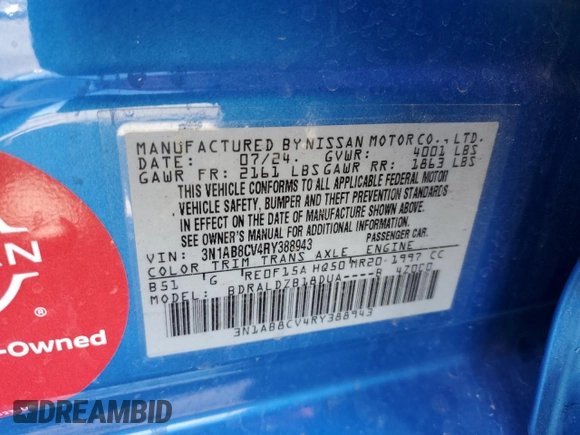 MANUFACTURED BY NISSAN MOTOR CO., LTD.
DATE: 07/24. GVWR: 4001 LBS
GAWR FR: 2161 LBS GAWR RR: 1863 LBS
THIS VEHICLE CONFORMS TO ALL APPLICABLE FEDERAL MOTOR
VEHICLE SAFETY, BUMPER AND THEFT PREVENTION STANDARDS
IN EFFECT ON THE DATE OF MANUFACTURE SHOWN ABOVE.
SEE OWNER'S MANUAL FOR ADDITIONAL INFORMATION
VIN: 3N1AB8CV4RY388943 PASSENGER CAR.
COLOR TRIM TRANS AXLE ENGINE
B51 G RE0F15A HQ50 MR20-1997 CC
MODEL: BDRALDZB18DUA----B 4Z0C0
3N1AB8CV4RY388943
-Owned
DREAMBID